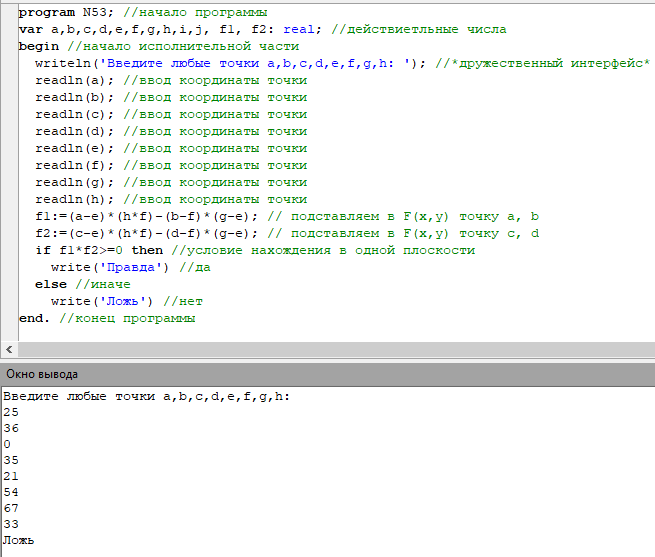 program N53; //начало программы
var a,b,c,d,e,f,g,h,i,j, f1, f2: real; //действиетльные числа
begin //начало исполнительной части
writeln('Введите любые точки a,b,c,d,e,f,g,h: '); //*дружественный интерфейс*
readln(a); //ввод координаты точки
readln(b); //ввод координаты точки
readln(c); //ввод координаты точки
readln(d); //ввод координаты точки
readln(e); //ввод координаты точки
readln(f); //ввод координаты точки
readln(g); //ввод координаты точки
readln(h); //ввод координаты точки
f1:=(a-e)*(h*f)-(b-f)*(g-e); // подставляем в F(x,y) точку a, b
f2:=(c-e)*(h*f)-(d-f)*(g-e); // подставляем в F(x,y) точку c, d
if f1*f2>=0 then //условие нахождения в одной плоскости
write('Правда') //да
else //иначе
write('Ложь') //нет
end. //конец программы
Окно вывода
Введите любые точки a,b,c,d,e,f,g,h:
25
36
0
35
21
54
67
33
Ложь